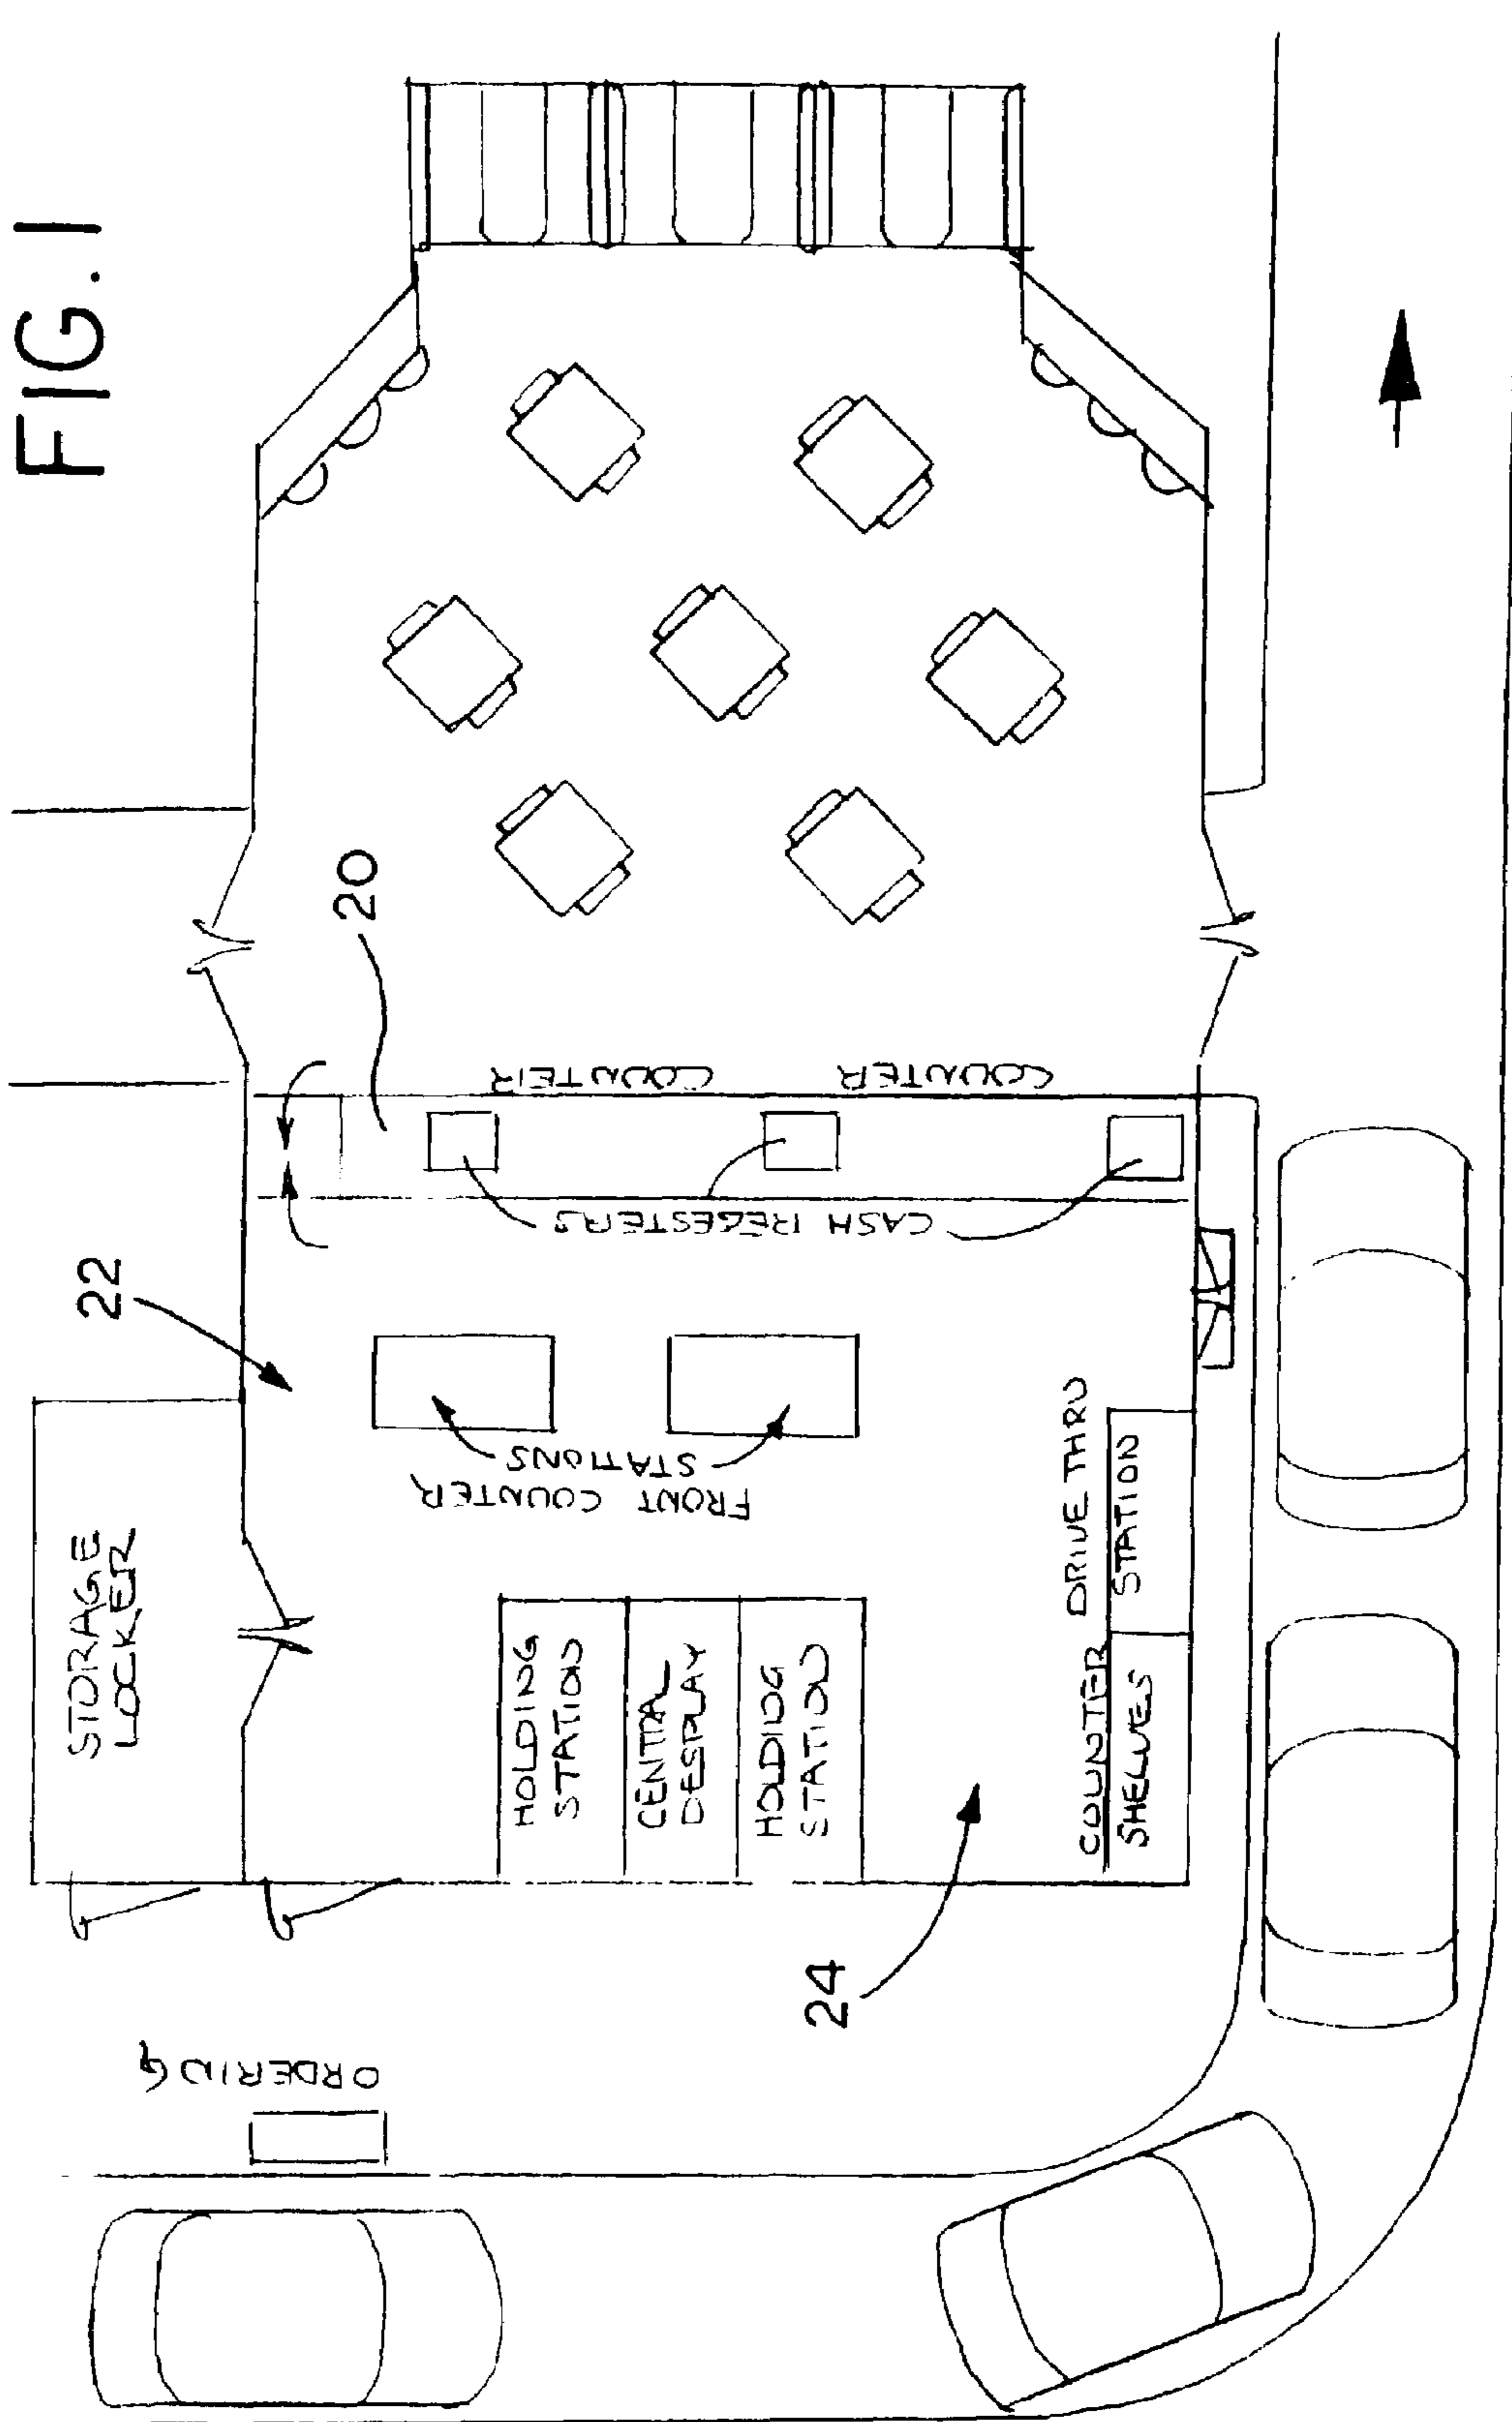 FIG. 1
20
COUNTER
COUNTER
CASH REGESTERS
22
FRONT COUNTER
STATIONS
STORAGE
LOCKER
HOLDING
STATION
CENTRAL
DESPLAY
HOLDING
STATION
DRIVE THRU
STATION
COUNTER
SHELVES
24
ORDERING